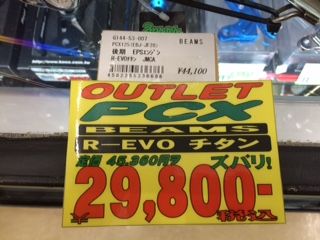 G144-53-007
BEAMS
PCX125(EBJ-JF28)
後期 EPSエンジン
R-EVOチタン JMCA
¥44,100
OUTLET
PCX
BEAMS
R-EVO チタン
定価 45,360円ヲ
ズバリ!
29,800-
税込